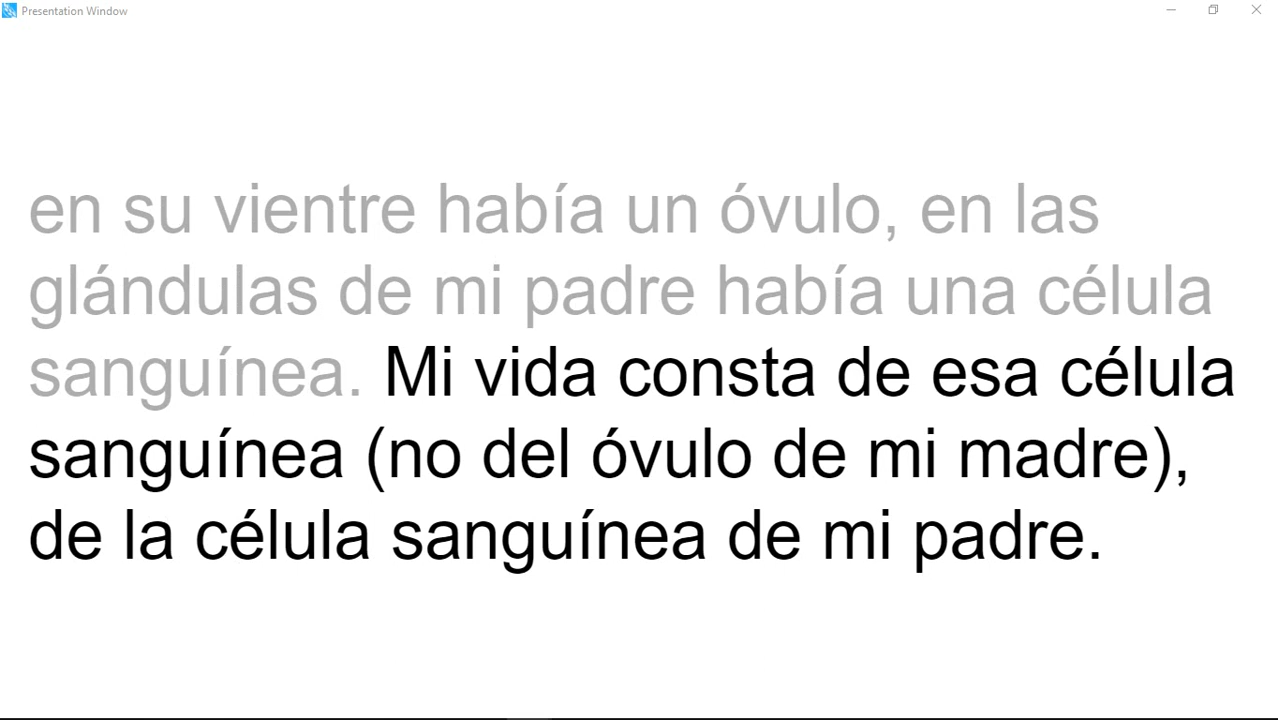 Presentation Window
en su vientre había un óvulo, en las
glándulas de mi padre había una célula
sanguínea. Mi vida consta de esa célula
sanguínea (no del óvulo de mi madre),
de la célula sanguínea de mi padre.